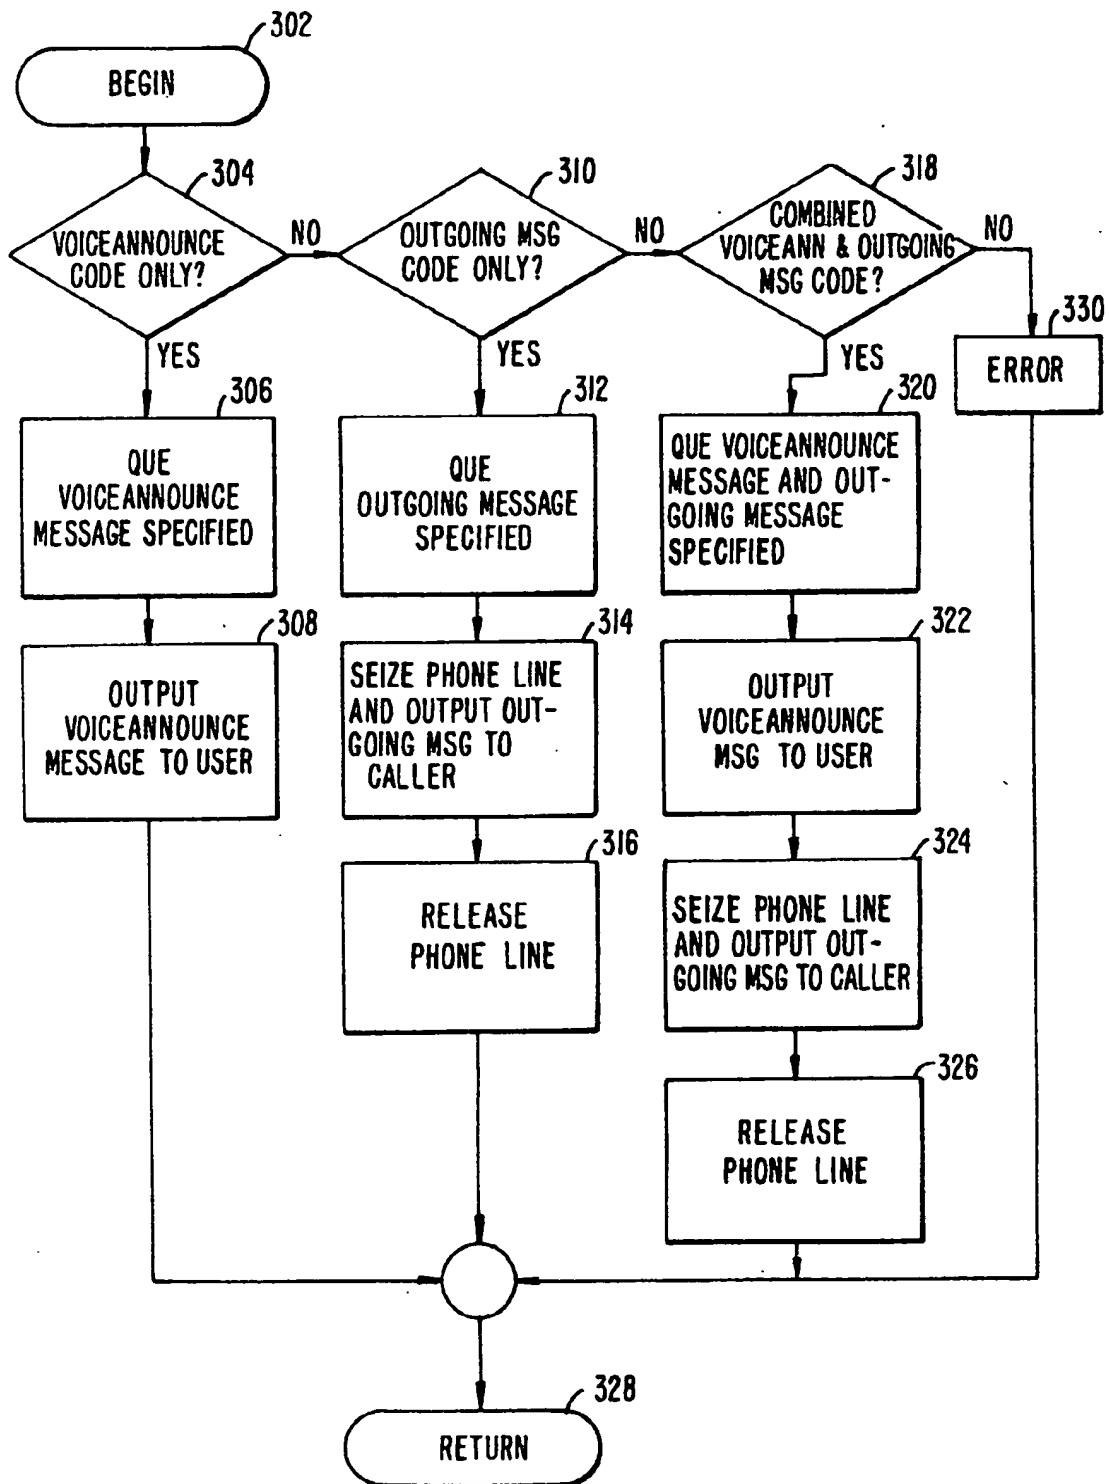 302
BEGIN
304
VOICEANNOUNCE
CODE ONLY?
NO
YES
310
OUTGOING MSG
CODE ONLY?
NO
YES
318
COMBINED
VOICEANN & OUTGOING
MSG CODE?
NO
YES
330
ERROR
306
QUE
VOICEANNOUNCE
MESSAGE SPECIFIED
312
QUE
OUTGOING MESSAGE
SPECIFIED
320
QUE VOICEANNOUNCE
MESSAGE AND OUT-
GOING MESSAGE
SPECIFIED
308
OUTPUT
VOICEANNOUNCE
MESSAGE TO USER
314
SEIZE PHONE LINE
AND OUTPUT OUT-
GOING MSG TO
CALLER
322
OUTPUT
VOICEANNOUNCE
MSG TO USER
316
RELEASE
PHONE LINE
324
SEIZE PHONE LINE
AND OUTPUT OUT-
GOING MSG TO CALLER
326
RELEASE
PHONE LINE
328
RETURN